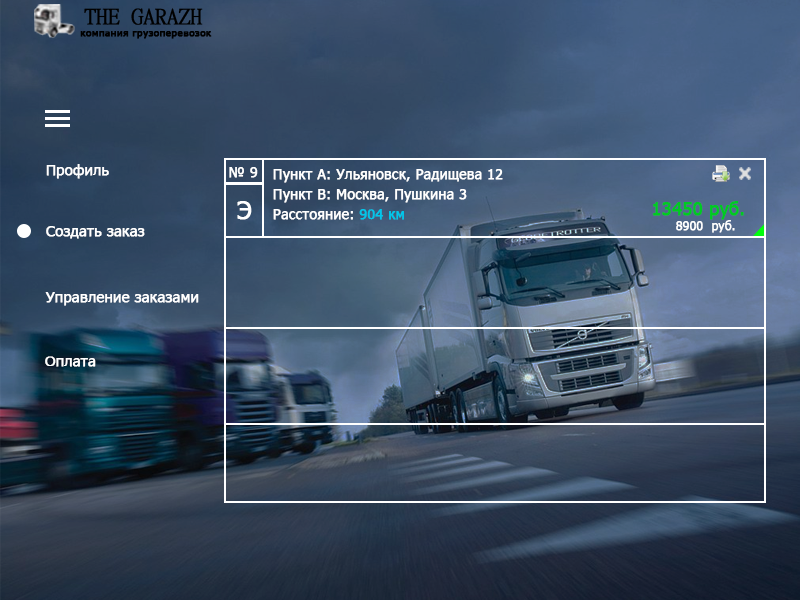 THE GARAZH
компания грузоперевозок
Профиль
Создать заказ
Управление заказами
Оплата
№ 9
Э
Пункт А: Ульяновск, Радищева 12
Пункт В: Москва, Пушкина 3
Расстояние: 904 км
13450 руб.
8900 руб.
GLOBETROTTER